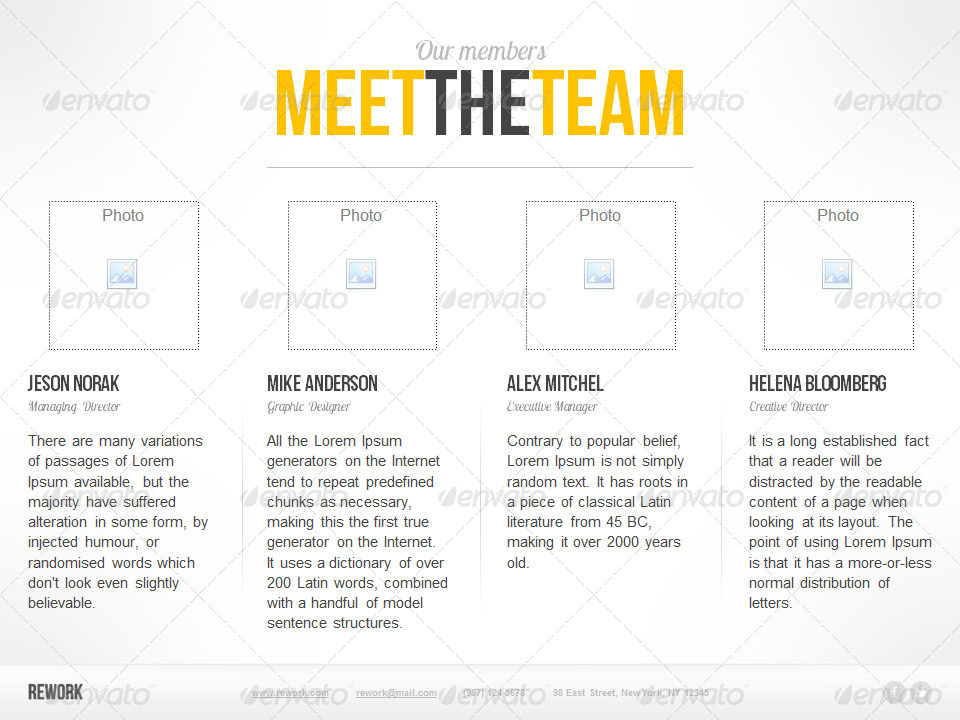 Our members
MEETTHETEAM
Photo
Photo
Photo
Photo
JESON NORAK
Managing Director
There are many variations
of passages of Lorem
Ipsum available, but the
majority have suffered
alteration in some form, by
injected humour, or
randomised words which
don't look even slightly
believable.
MIKE ANDERSON
Graphic Designer
All the Lorem Ipsum
generators on the Internet
tend to repeat predefined
chunks as necessary,
making this the first true
generator on the Internet.
It uses a dictionary of over
200 Latin words, combined
with a handful of model
sentence structures.
ALEX MITCHEL
Executive Manager
Contrary to popular belief,
Lorem Ipsum is not simply
random text. It has roots in
a piece of classical Latin
literature from 45 BC,
making it over 2000 years
old.
HELENA BLOOMBERG
Creative Director
It is a long established fact
that a reader will be
distracted by the readable
content of a page when
looking at its layout. The
point of using Lorem Ipsum
is that it has a more-or-less
normal distribution of
letters.
REWORK www.rework.com rework@mail.com (987) 124-5678 98 East Street, New York, NY 12345
envato envato envato envato envato
envato envato envato envato envato
envato envato envato envato envato
envato envato envato envato envato